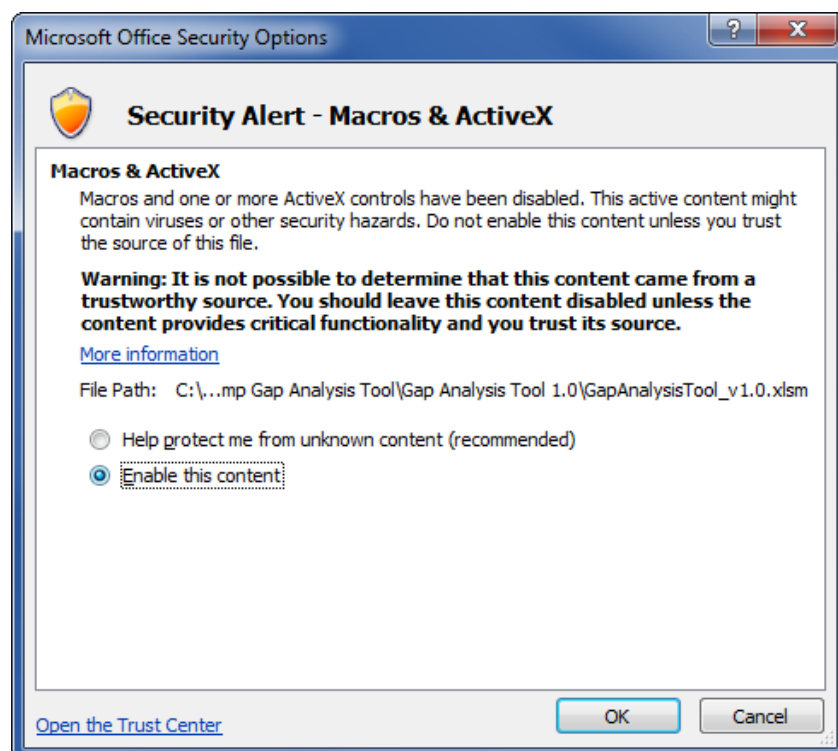 Microsoft Office Security Options
Security Alert - Macros & ActiveX
Macros & ActiveX
Macros and one or more ActiveX controls have been disabled. This active content might
contain viruses or other security hazards. Do not enable this content unless you trust
the source of this file.
Warning: It is not possible to determine that this content came from a
trustworthy source. You should leave this content disabled unless the
content provides critical functionality and you trust its source.
More information
File Path: C:\...mp Gap Analysis Tool\Gap Analysis Tool 1.0\GapAnalysisTool_v1.0.xlsm
Help protect me from unknown content (recommended)
Enable this content
Open the Trust Center
OK
Cancel